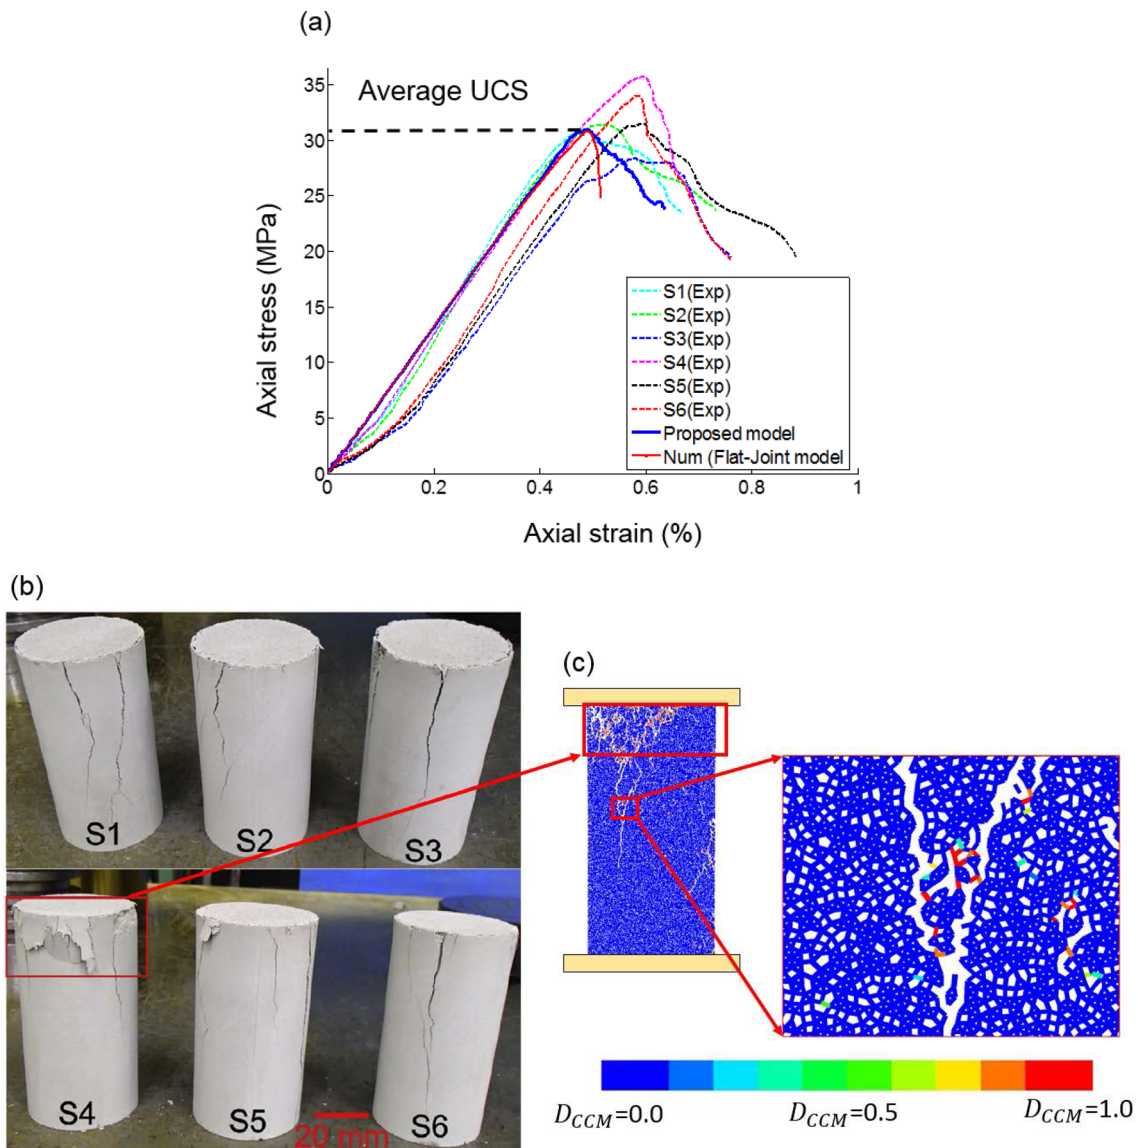 (a)
Average UCS
35
30
25
20
15
10
5
0
Axial stress (MPa)
S1(Exp)
S2(Exp)
S3(Exp)
S4(Exp)
S5(Exp)
S6(Exp)
Proposed model
Num (Flat-Joint model
0 0.2 0.4 0.6 0.8 1
Axial strain (%)
(b)
S1 S2 S3
S4 S5 S6
20 mm
(c)
D_CCM=0.0 D_CCM=0.5 D_CCM=1.0